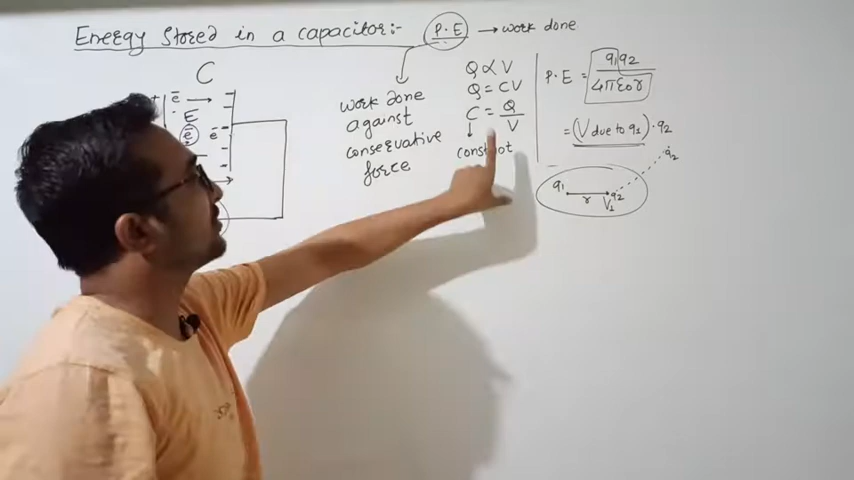 Energy Stored in a capacitor:- P.E → work done
C
+ e̅ →
E
e̅ e̅
work done
against
conservative
force
Q ∝ V
Q = CV
C = Q/V
const
P.E = q1q2/4πε0r
= (V due to q1)·q2
q1 r q2
V1
q2